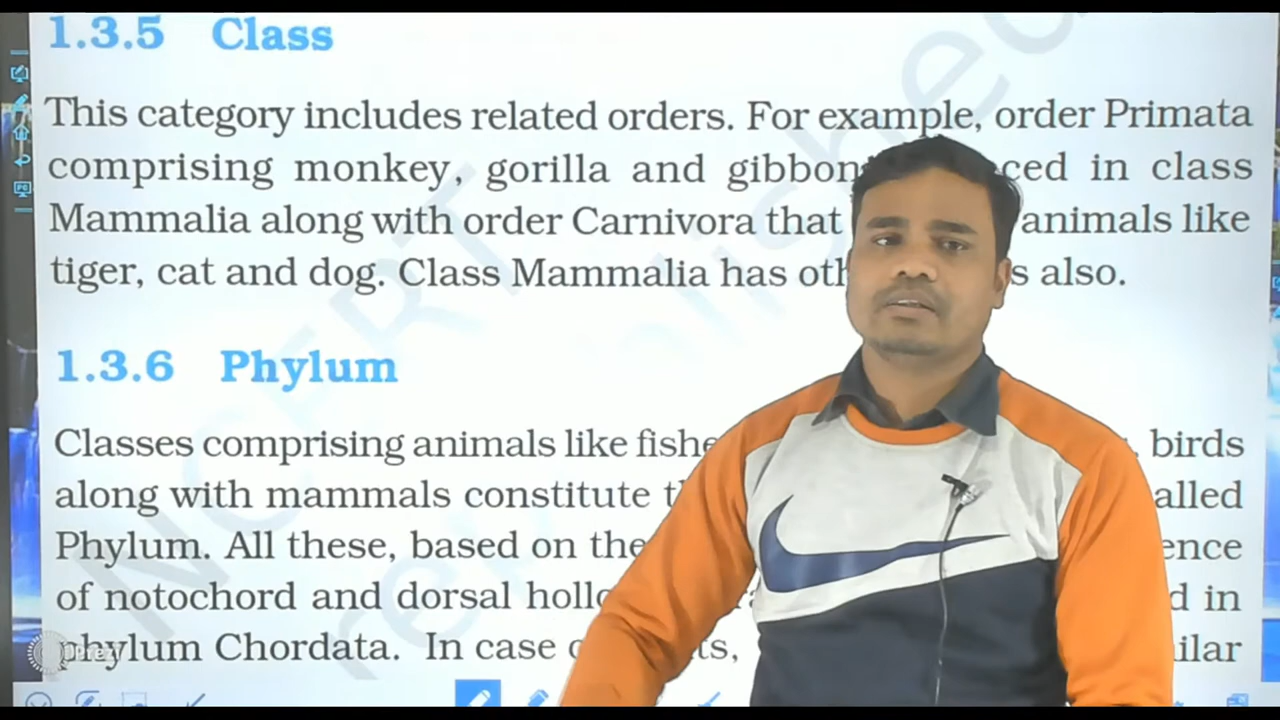 1.3.5 Class
This category includes related orders. For example, order Primata
comprising monkey, gorilla and gibbon ced in class
Mammalia along with order Carnivora that animals like
tiger, cat and dog. Class Mammalia has oth s also.
1.3.6 Phylum
Classes comprising animals like fishe , birds
along with mammals constitute t alled
Phylum. All these, based on the ence
of notochord and dorsal hollo d in
phylum Chordata. In case ts, ilar
NCERT